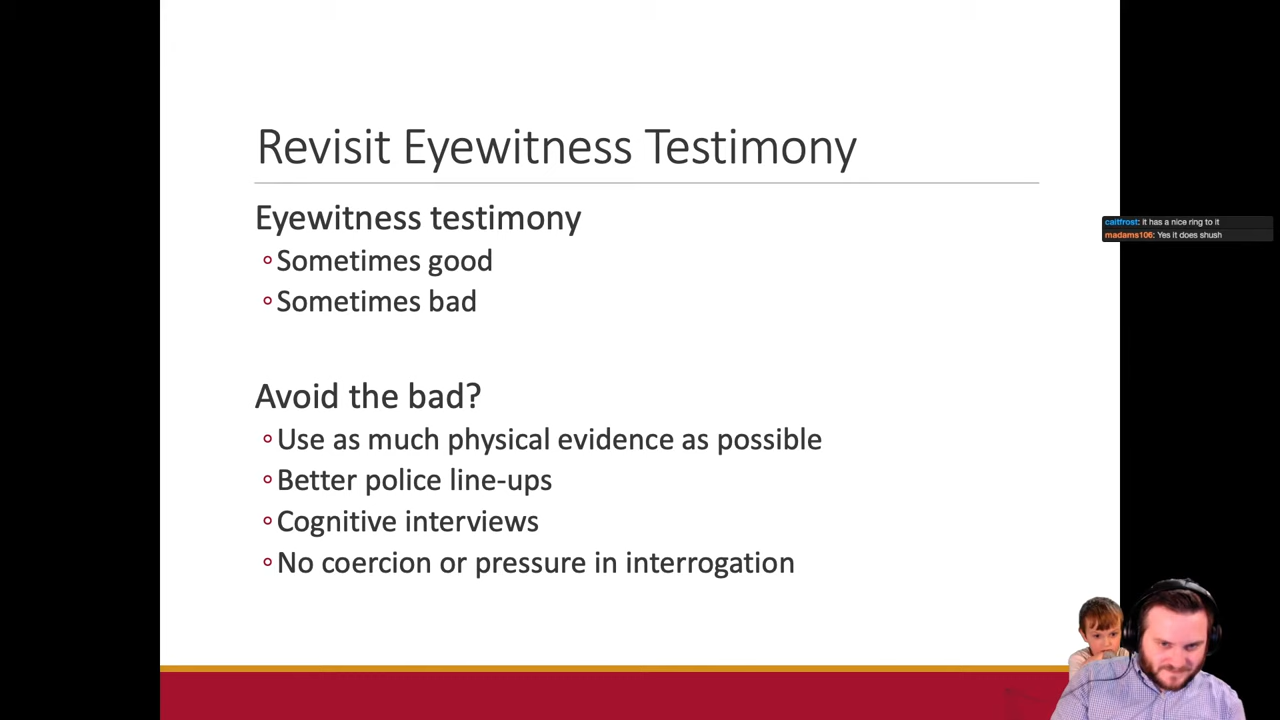 Revisit Eyewitness Testimony
Eyewitness testimony
Sometimes good
Sometimes bad
Avoid the bad?
Use as much physical evidence as possible
Better police line-ups
Cognitive interviews
No coercion or pressure in interrogation
caitfrost: it has a nice ring to it
madams106: Yes it does shush